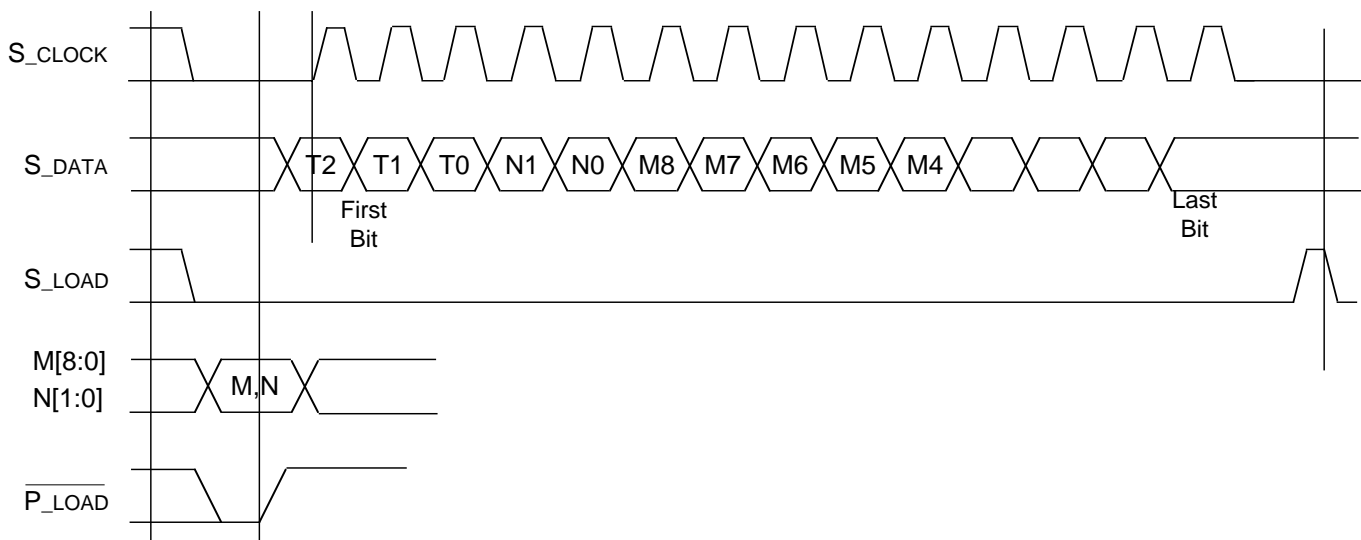 S_CLOCK
S_DATA
T2 T1 T0 N1 N0 M8 M7 M6 M5 M4
First
Bit
Last
Bit
S_LOAD
M[8:0]
N[1:0]
M,N
P_LOAD